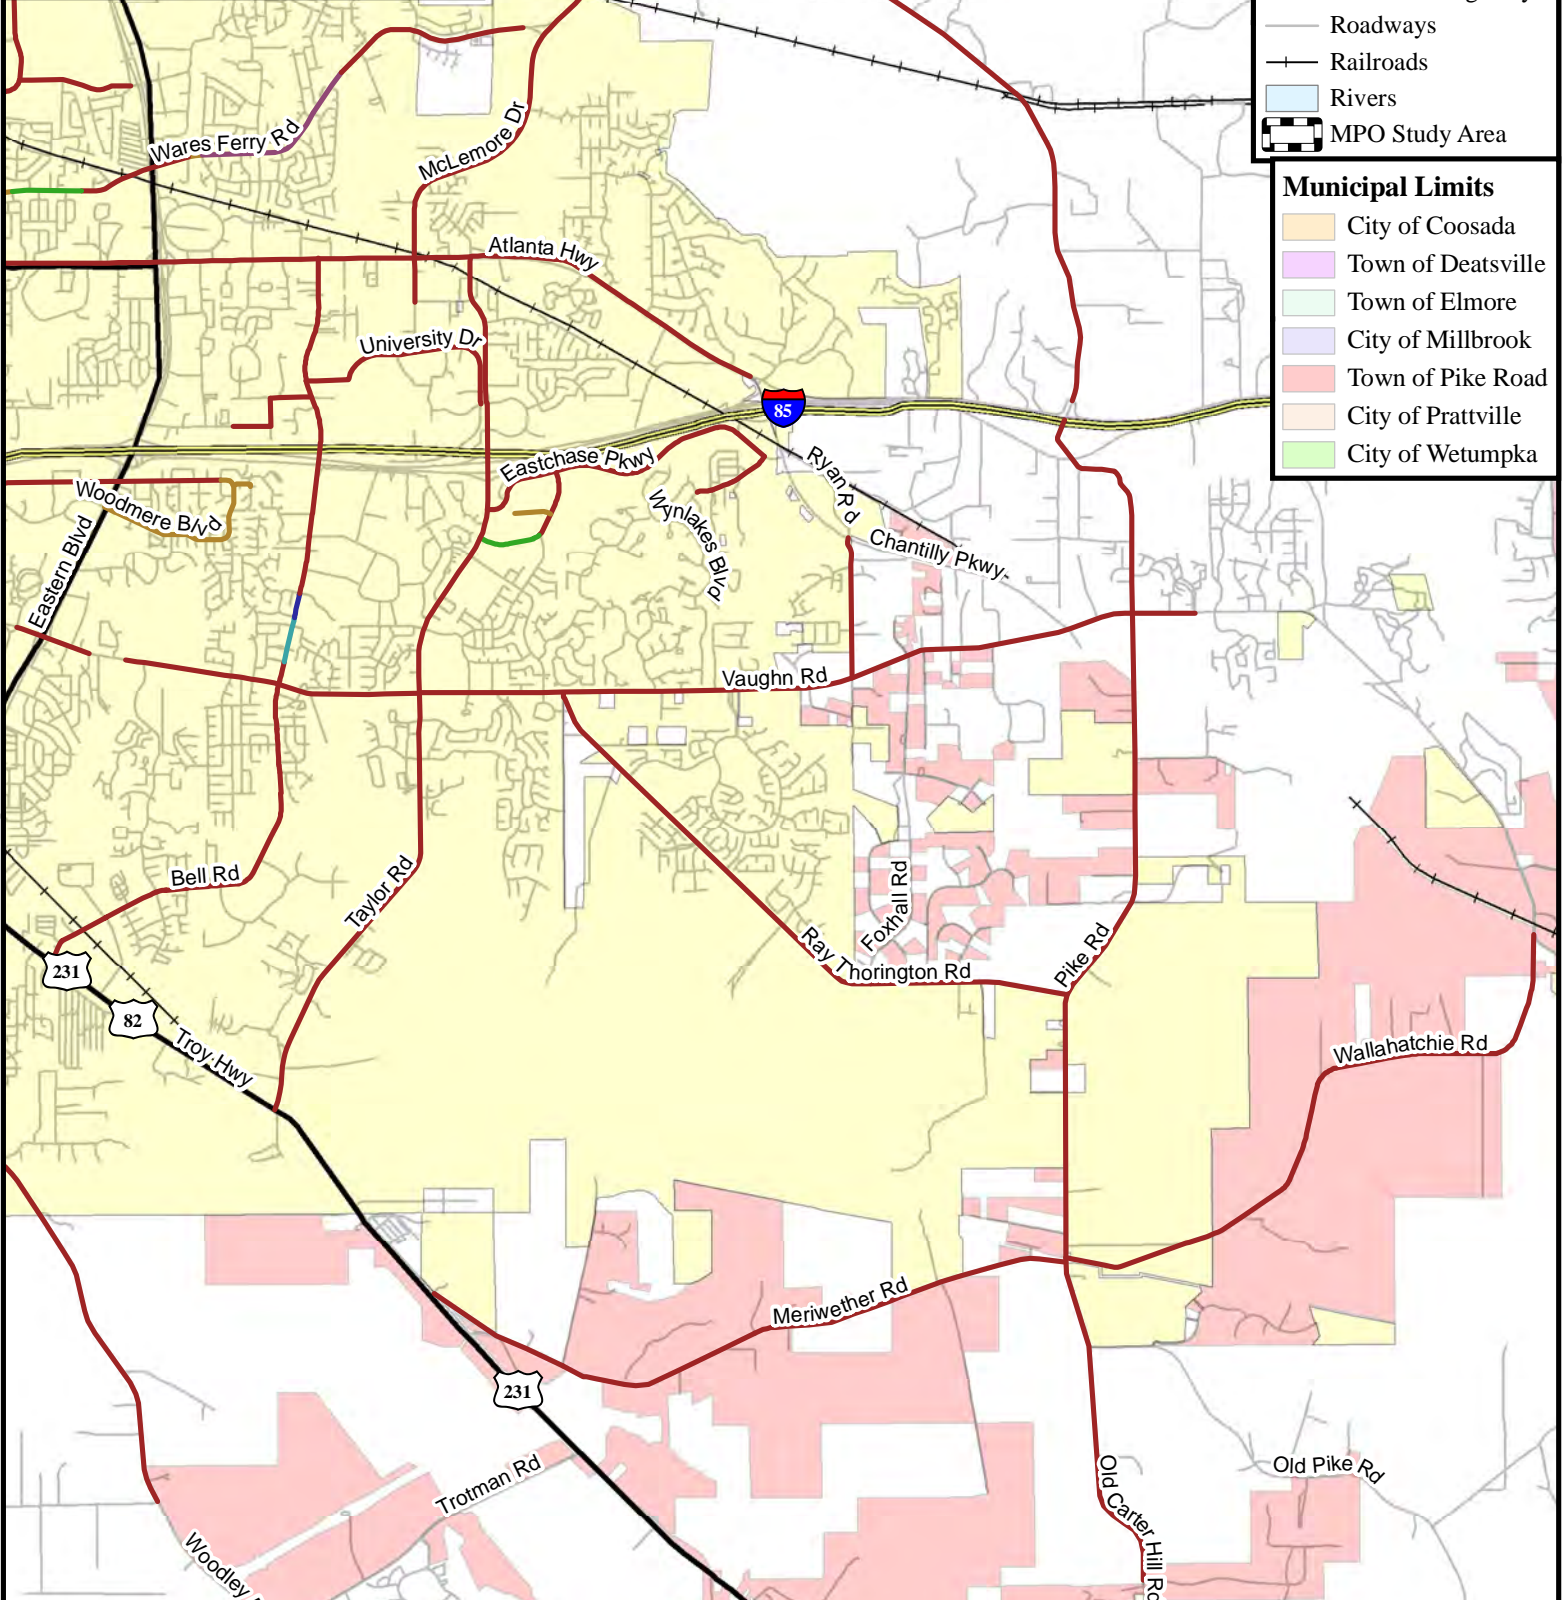 Roadways
Railroads
Rivers
MPO Study Area
Municipal Limits
City of Coosada
Town of Deatsville
Town of Elmore
City of Millbrook
Town of Pike Road
City of Prattville
City of Wetumpka
Wares Ferry Rd
McLemore Dr
Atlanta Hwy
University Dr
85
Eastchase Pkwy
Ryan Rd
Woodmere Blvd
Wynlakes Blvd
Chantilly Pkwy
Eastern Blvd
Vaughn Rd
Bell Rd
Taylor Rd
Foxhall Rd
Ray Thorington Rd
Pike Rd
231
82
Troy Hwy
Wallahatchie Rd
Meriwether Rd
231
Trotman Rd
Old Pike Rd
Old Carter Hill Rd
Woodley